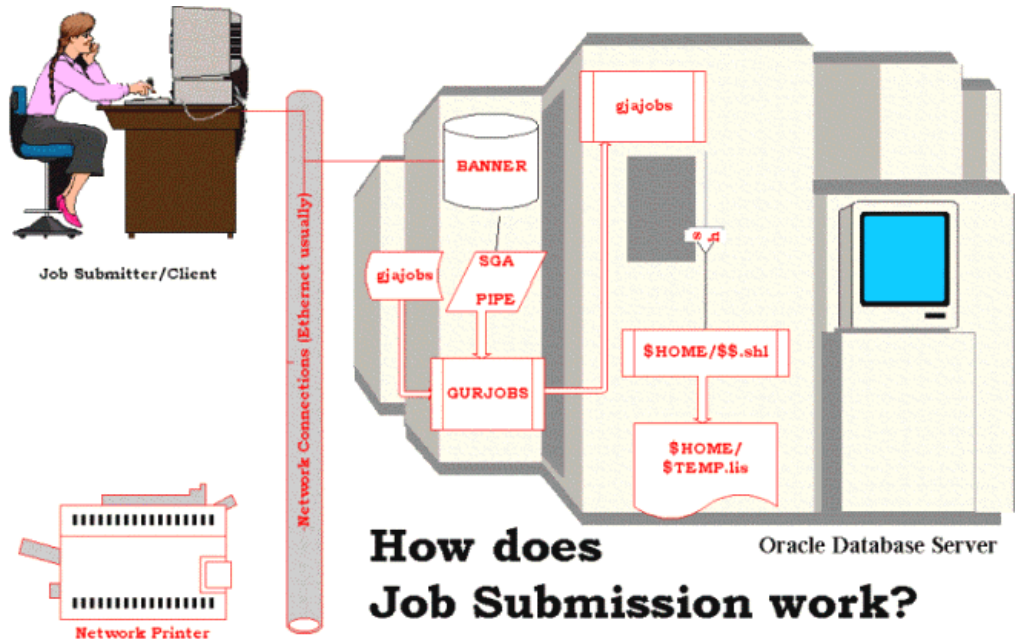 gjajobs
BANNER
gjajobs
SGA
PIPE
GURJOBS
$HOME/$$.shl
$HOME/
$TEMP.lis
Job Submitter/Client
Network Connections (Ethernet usually)
Network Printer
Oracle Database Server
How does
Job Submission work?